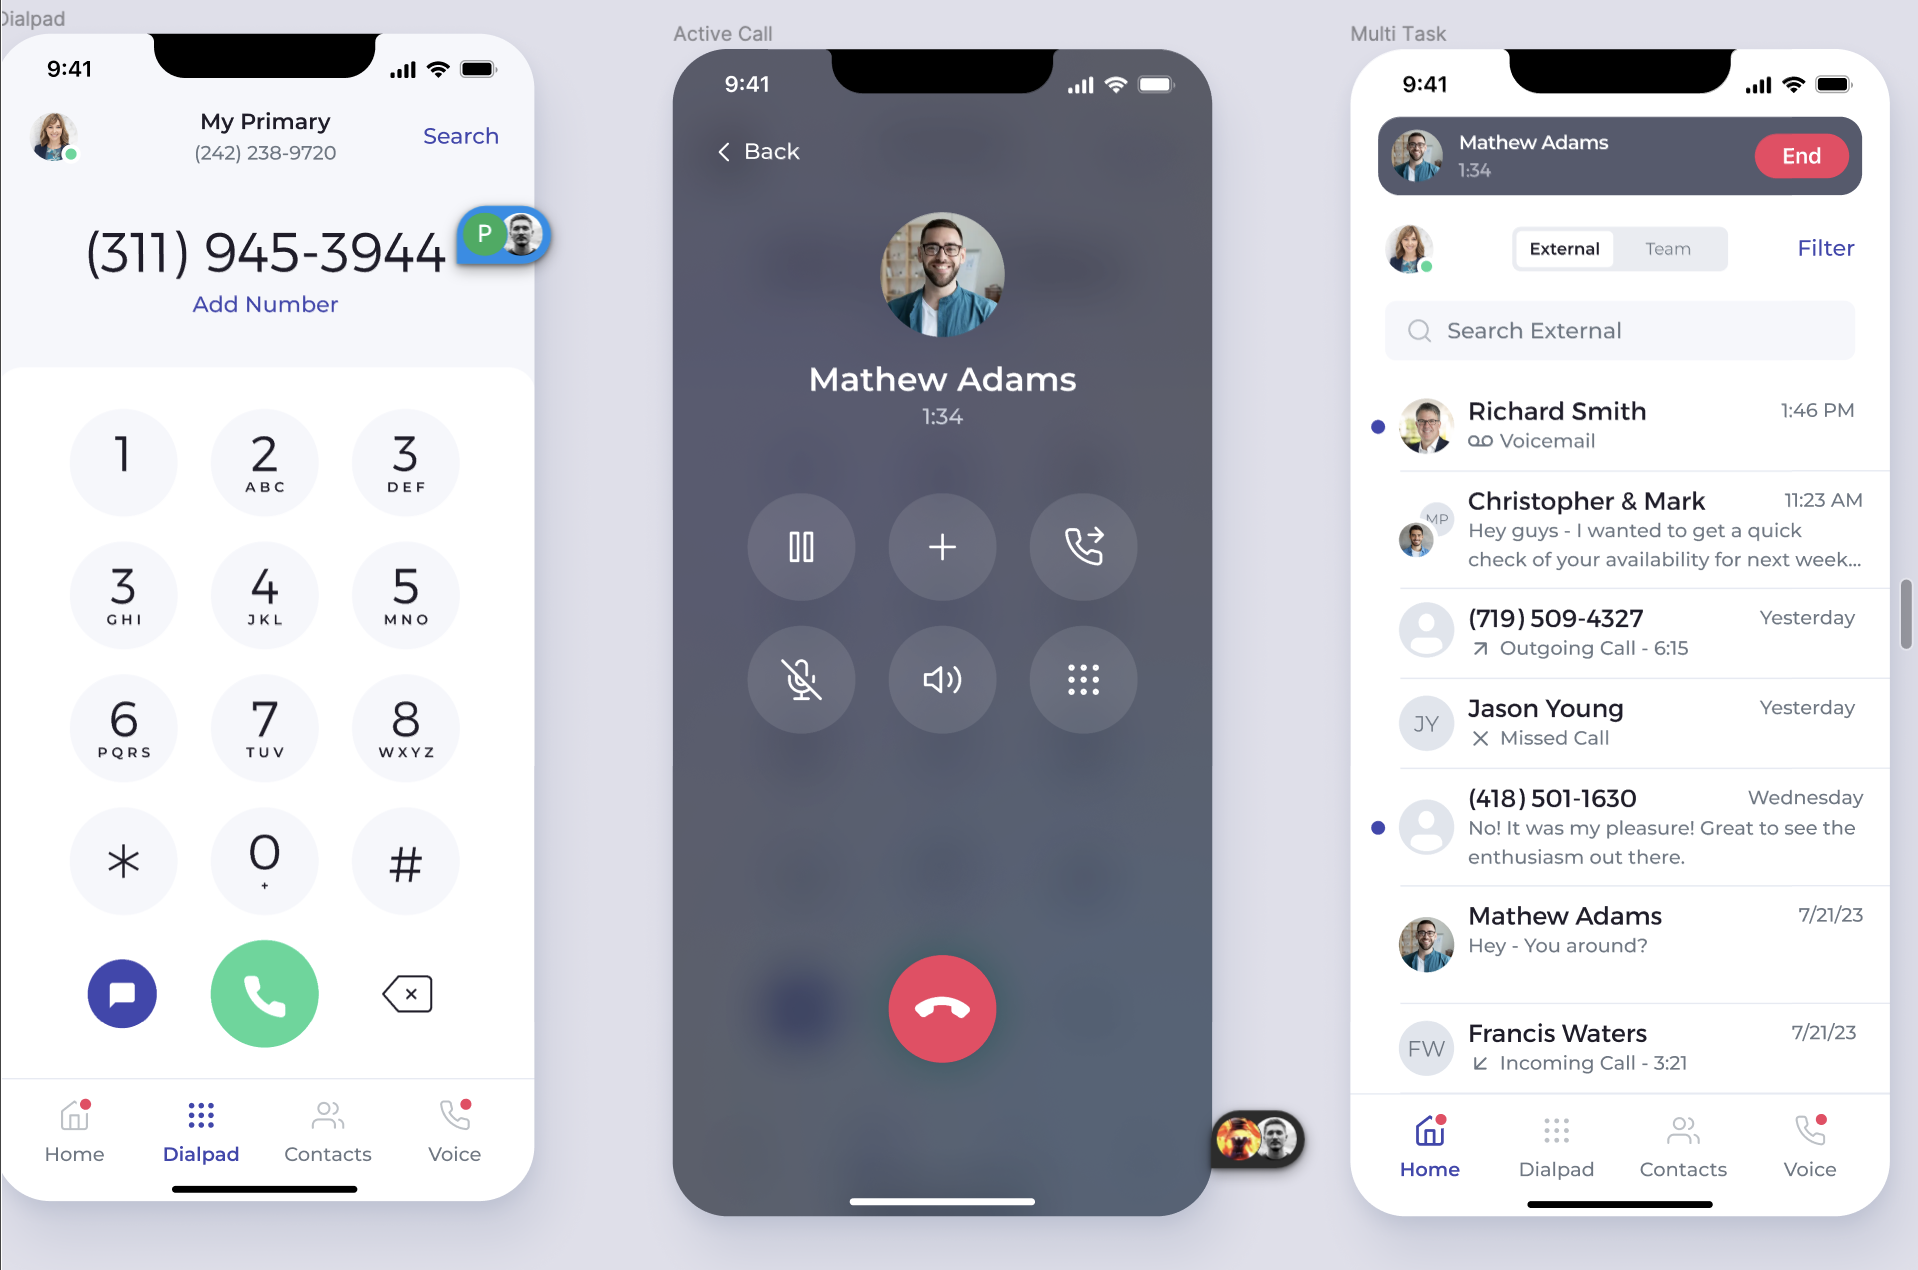 Dialpad
9:41
My Primary
(242) 238-9720
Search
(311) 945-3944
P
Add Number
1
2
ABC
3
DEF
3
GHI
4
JKL
5
MNO
6
PQRS
7
TUV
8
WXYZ
*
0
+
#
Home
Dialpad
Contacts
Voice
Active Call
9:41
Back
Mathew Adams
1:34
Multi Task
9:41
Mathew Adams
1:34
End
External
Team
Filter
Search External
Richard Smith
1:46 PM
Voicemail
MP
Christopher & Mark
11:23 AM
Hey guys - I wanted to get a quick
check of your availability for next week...
(719) 509-4327
Yesterday
Outgoing Call - 6:15
JY
Jason Young
Yesterday
Missed Call
(418) 501-1630
Wednesday
No! It was my pleasure! Great to see the
enthusiasm out there.
Mathew Adams
7/21/23
Hey - You around?
FW
Francis Waters
7/21/23
Incoming Call - 3:21
Home
Dialpad
Contacts
Voice